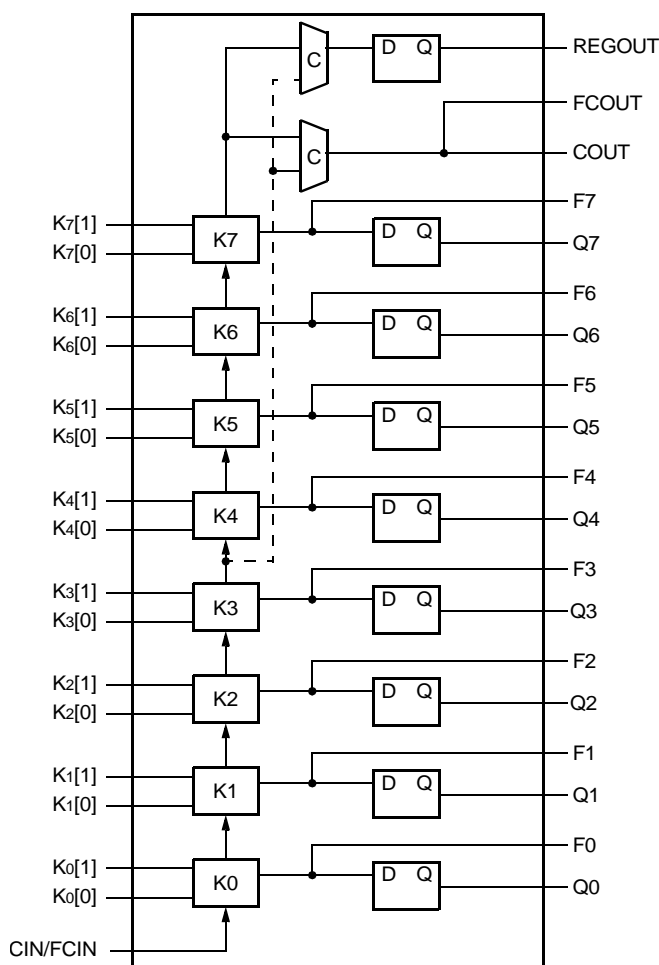 C
D Q
REGOUT
FCOUT
C
COUT
F7
K7[1]
K7
D Q
K7[0]
Q7
F6
K6[1]
K6
D Q
K6[0]
Q6
F5
K5[1]
K5
D Q
K5[0]
Q5
F4
K4[1]
K4
D Q
K4[0]
Q4
F3
K3[1]
K3
D Q
K3[0]
Q3
F2
K2[1]
K2
D Q
K2[0]
Q2
F1
K1[1]
K1
D Q
K1[0]
Q1
F0
K0[1]
K0
D Q
K0[0]
Q0
CIN/FCIN